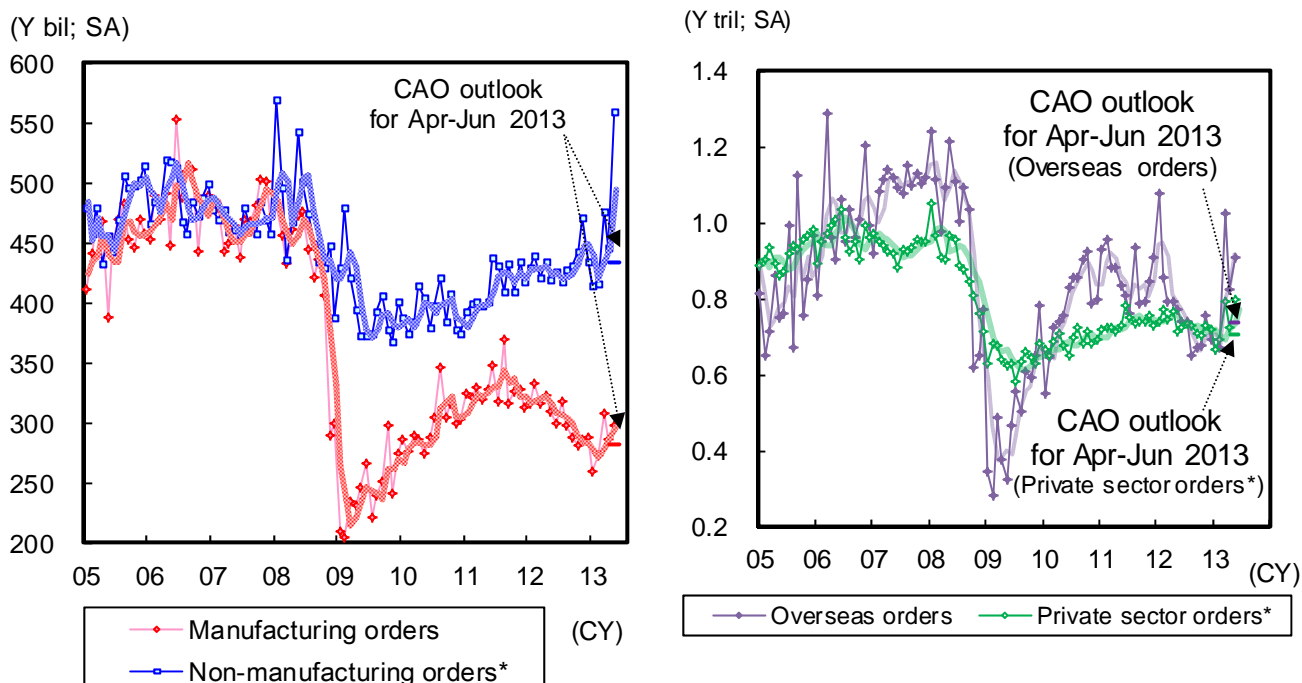 (Y bil; SA)
600
550
500
450
400
350
300
250
200
CAO outlook
for Apr-Jun 2013
05 06 07 08 09 10 11 12 13
(CY)
Manufacturing orders
Non-manufacturing orders*
(Y tril; SA)
1.4
1.2
1.0
0.8
0.6
0.4
0.2
CAO outlook
for Apr-Jun 2013
(Overseas orders)
CAO outlook
for Apr-Jun 2013
(Private sector orders*)
05 06 07 08 09 10 11 12 13
(CY)
Overseas orders Private sector orders*